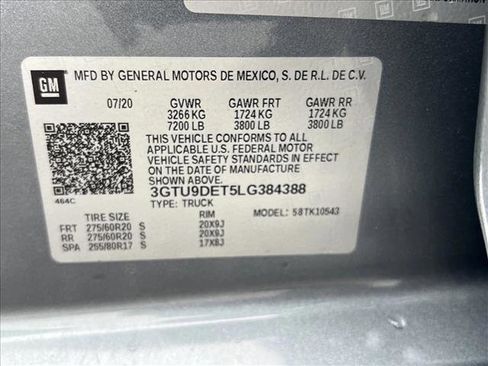 GM
MFD BY GENERAL MOTORS DE MEXICO, S. DE R.L. DE C.V.
07/20 GVWR GAWR FRT GAWR RR
3266 KG 1724 KG 1724 KG
7200 LB 3800 LB 3800 LB
THIS VEHICLE CONFORMS TO ALL
APPLICABLE U.S. FEDERAL MOTOR
VEHICLE SAFETY STANDARDS IN EFFECT
ON THE DATE OF MANUFACTURE
SHOWN ABOVE.
464C 3GTU9DET5LG384388
TYPE: TRUCK
TIRE SIZE RIM MODEL: 58TK10543
FRT 275/60R20 S 20X9J
RR 275/60R20 S 20X9J
SPA 255/80R17 S 17X8J